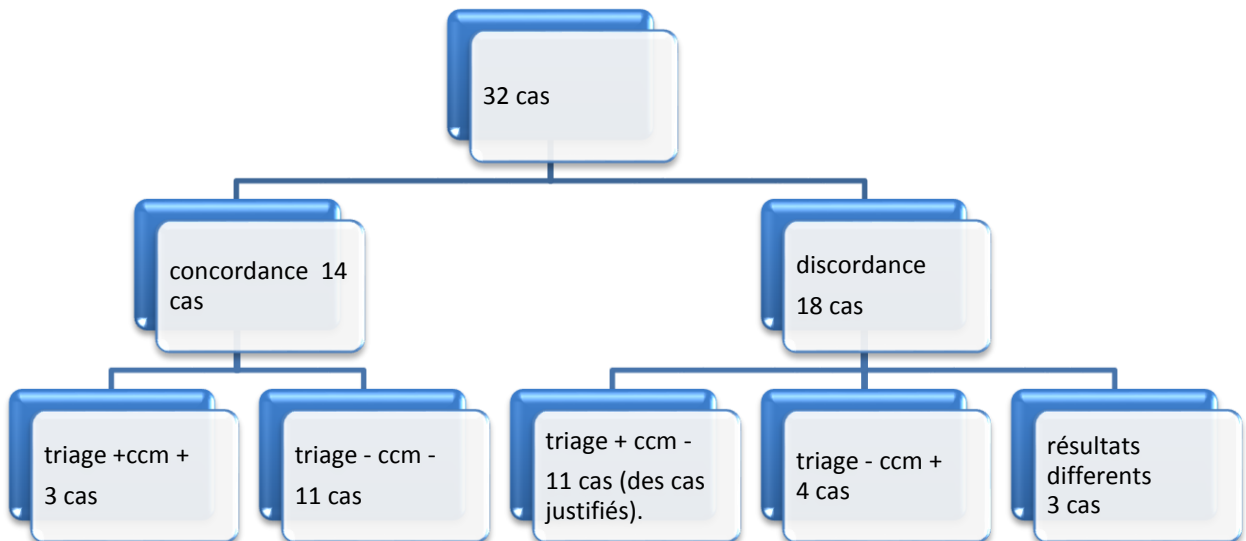 32 cas
concordance 14
cas
discordance
18 cas
triage +ccm +
3 cas
triage - ccm -
11 cas
triage + ccm -
11 cas (des cas
justifiés).
triage - ccm +
4 cas
résultats
differents
3 cas